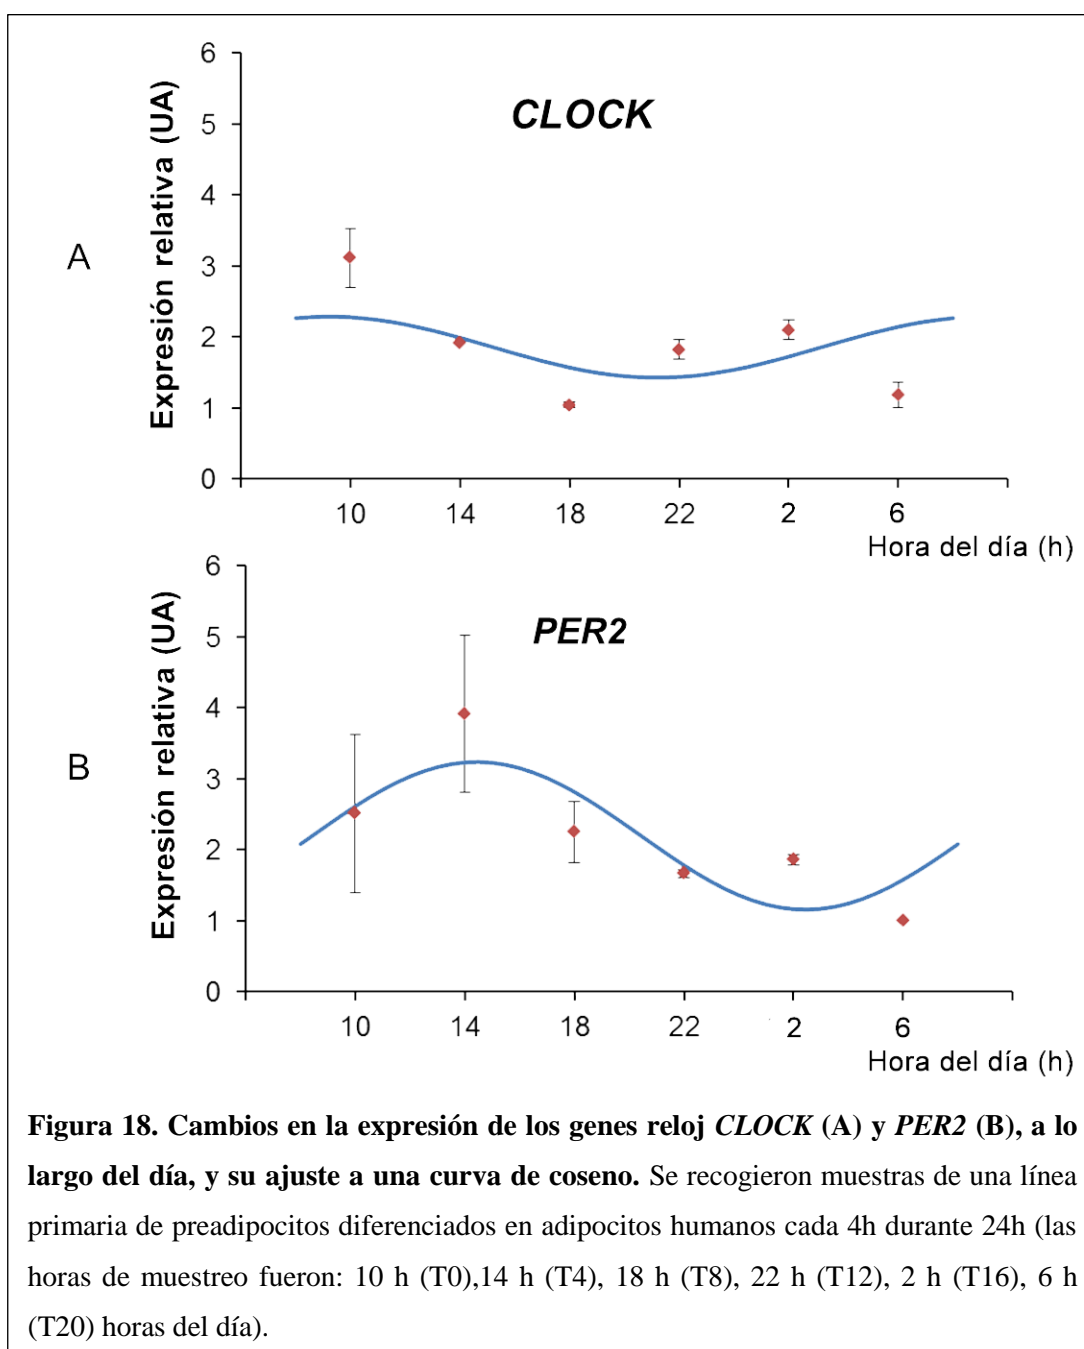 6
CLOCK
5
4
Expresión relativa (UA)
A
3
2
1
0
10 14 18 22 2 6
Hora del día (h)
6
PER2
5
4
Expresión relativa (UA)
B
3
2
1
0
10 14 18 22 2 6
Hora del día (h)
Figura 18. Cambios en la expresión de los genes reloj CLOCK (A) y PER2 (B), a lo
largo del día, y su ajuste a una curva de coseno. Se recogieron muestras de una línea
primaria de preadipocitos diferenciados en adipocitos humanos cada 4h durante 24h (las
horas de muestreo fueron: 10 h (T0),14 h (T4), 18 h (T8), 22 h (T12), 2 h (T16), 6 h
(T20) horas del día).